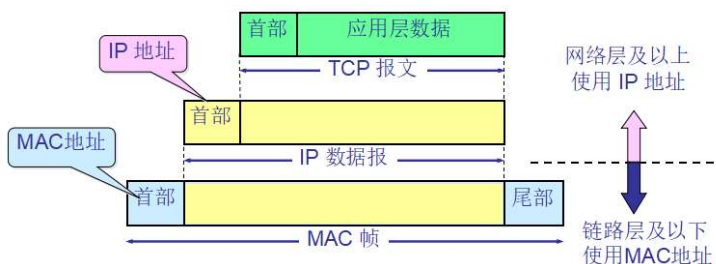 首部 应用层数据
IP 地址
TCP 报文
网络层及以上
使用 IP 地址
首部
MAC地址
IP 数据报
首部 尾部
MAC 帧
链路层及以下
使用MAC地址